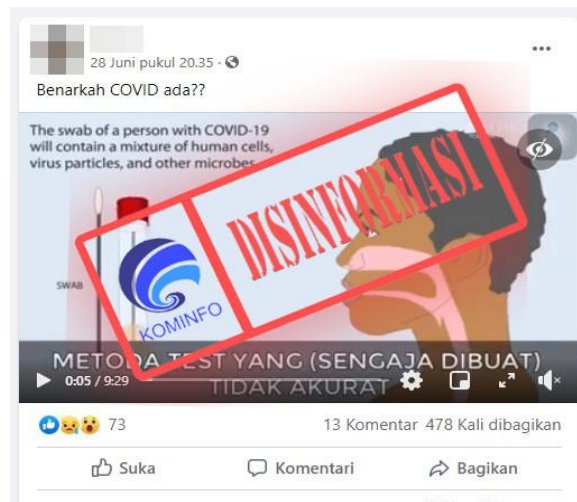 28 Juni pukul 20.35 ·
Benarkah COVID ada??
The swab of a person with COVID-19
will contain a mixture of human cells,
virus particles, and other microbes.
DISINFORMASI
SWAB
KOMINFO
METODA TEST YANG (SENGAJA DIBUAT)
TIDAK AKURAT
0:05 / 9:29
73
13 Komentar 478 Kali dibagikan
Suka Komentari Bagikan